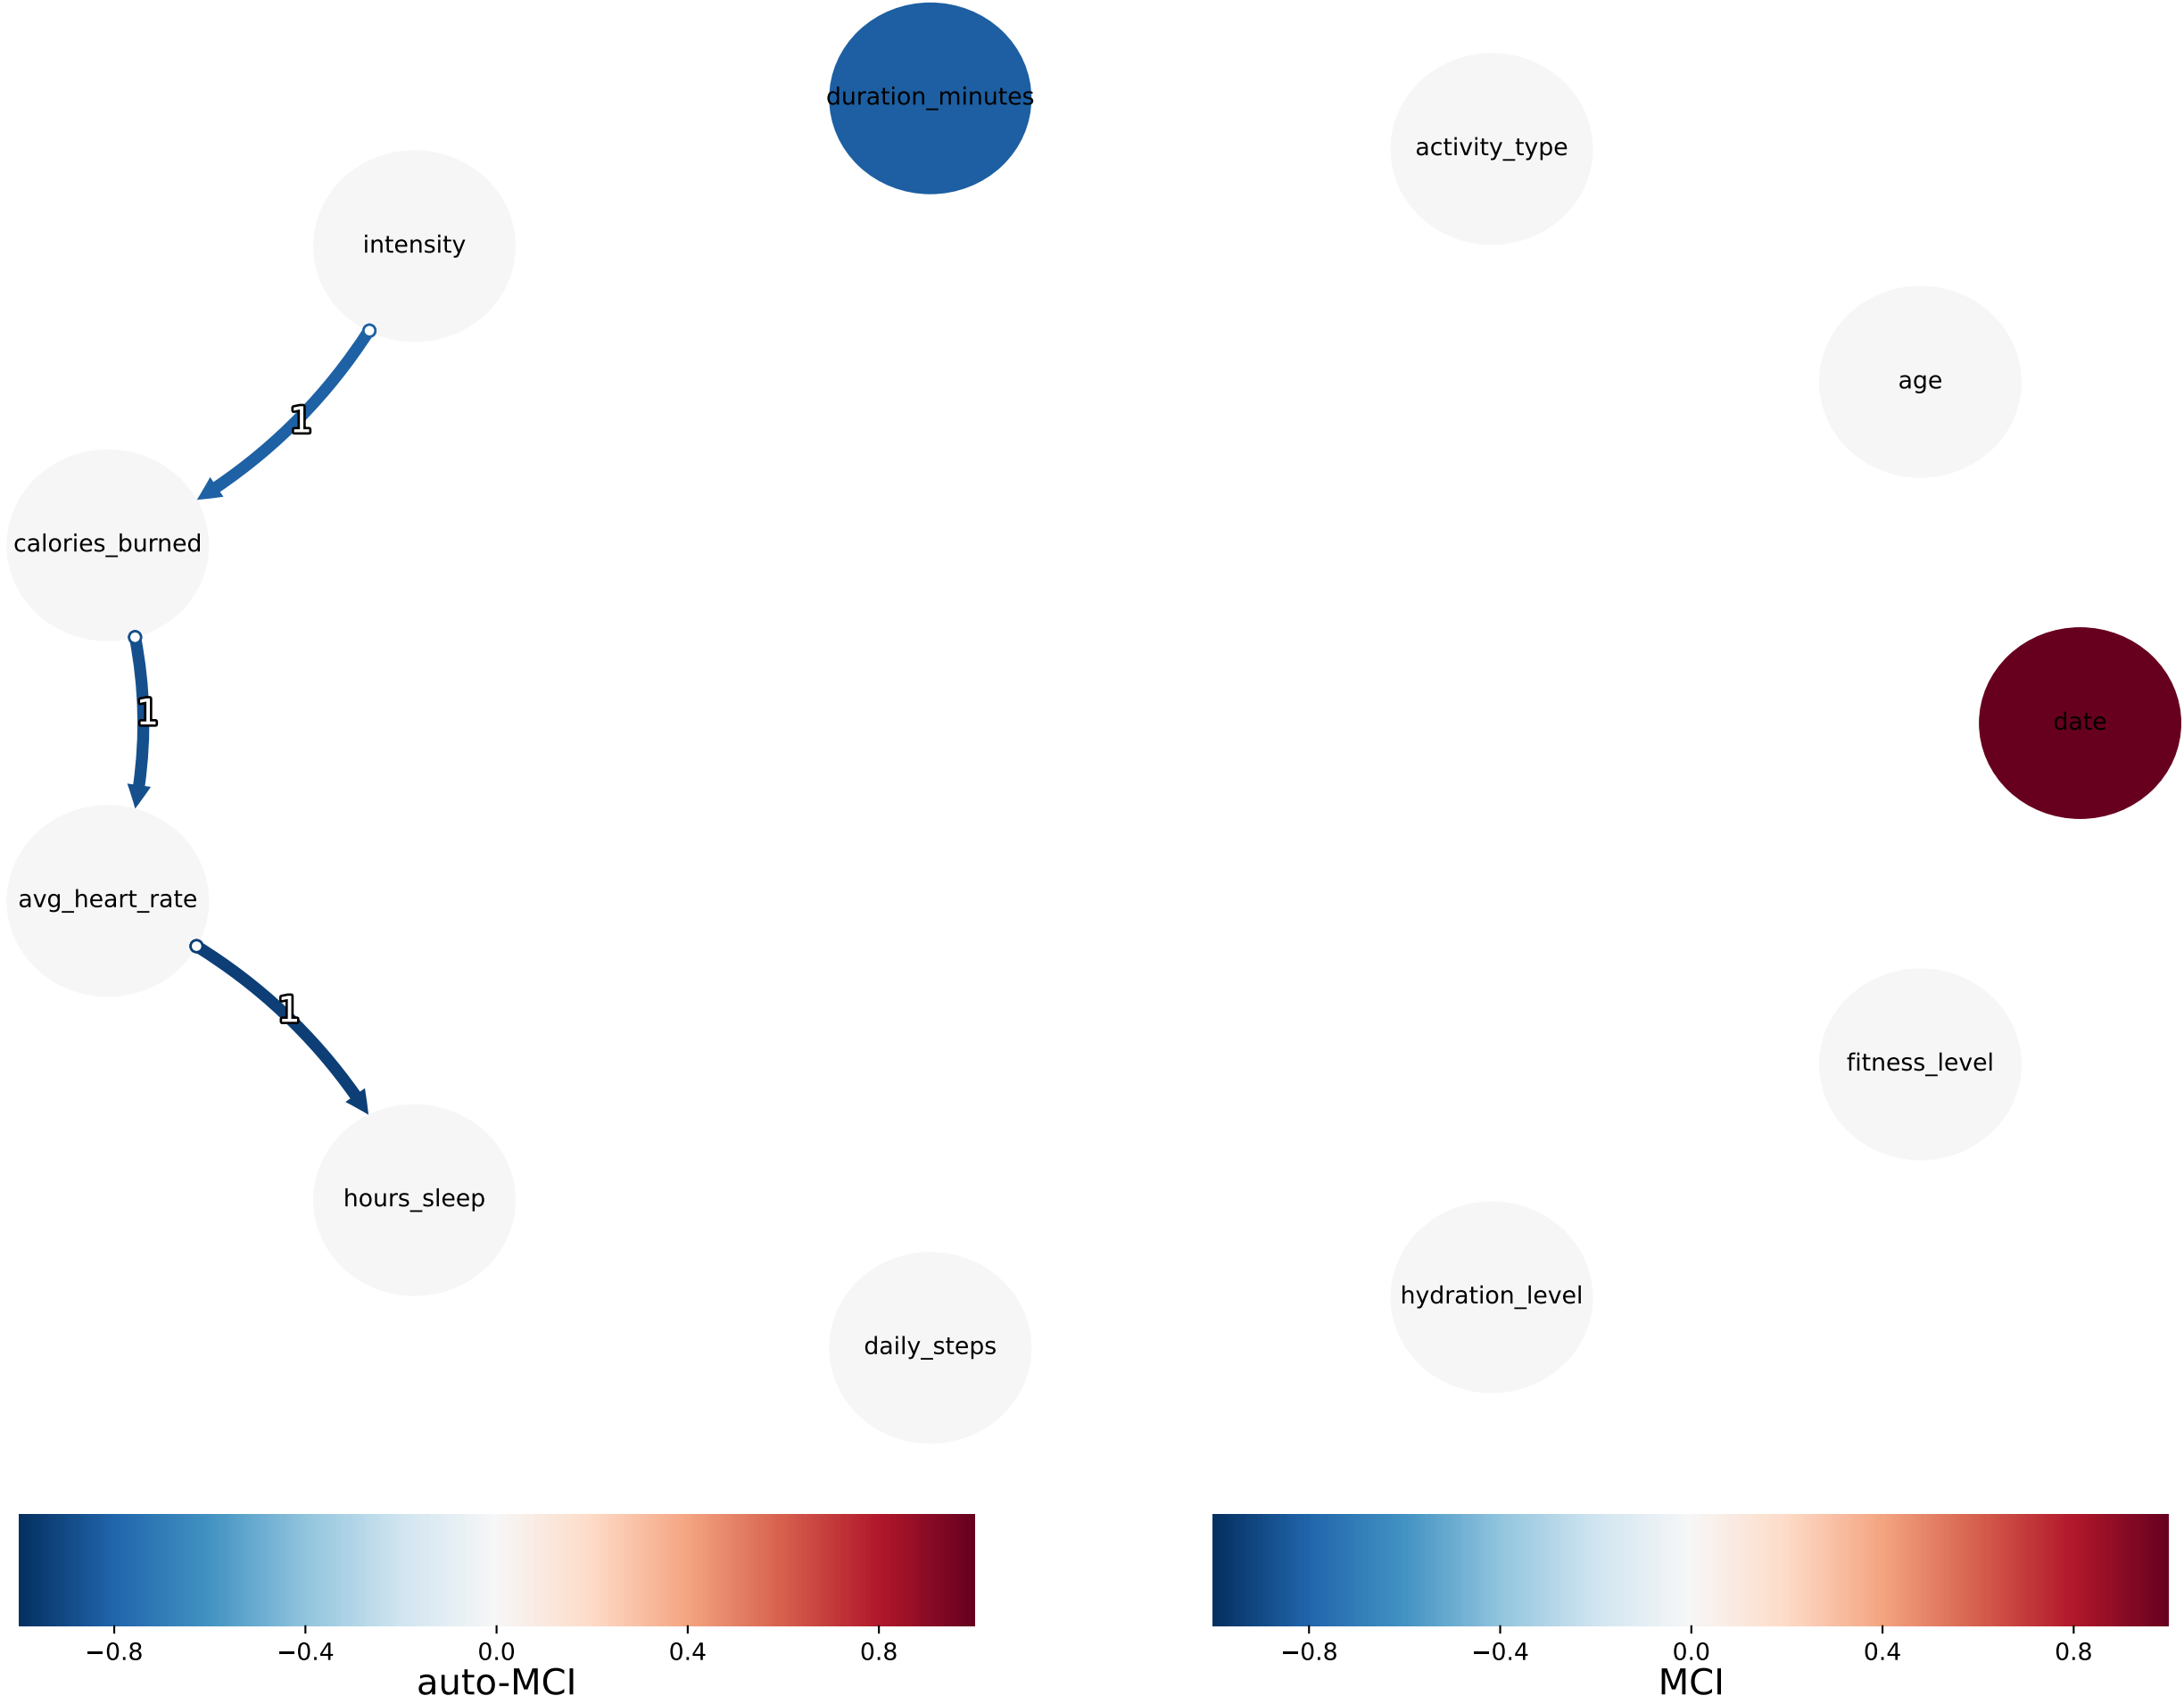 duration_minutes
activity_type
intensity
age
1
calories_burned
1
date
avg_heart_rate
1
fitness_level
hours_sleep
hydration_level
daily_steps
−0.8 −0.4 0.0 0.4 0.8
auto-MCI
−0.8 −0.4 0.0 0.4 0.8
MCI